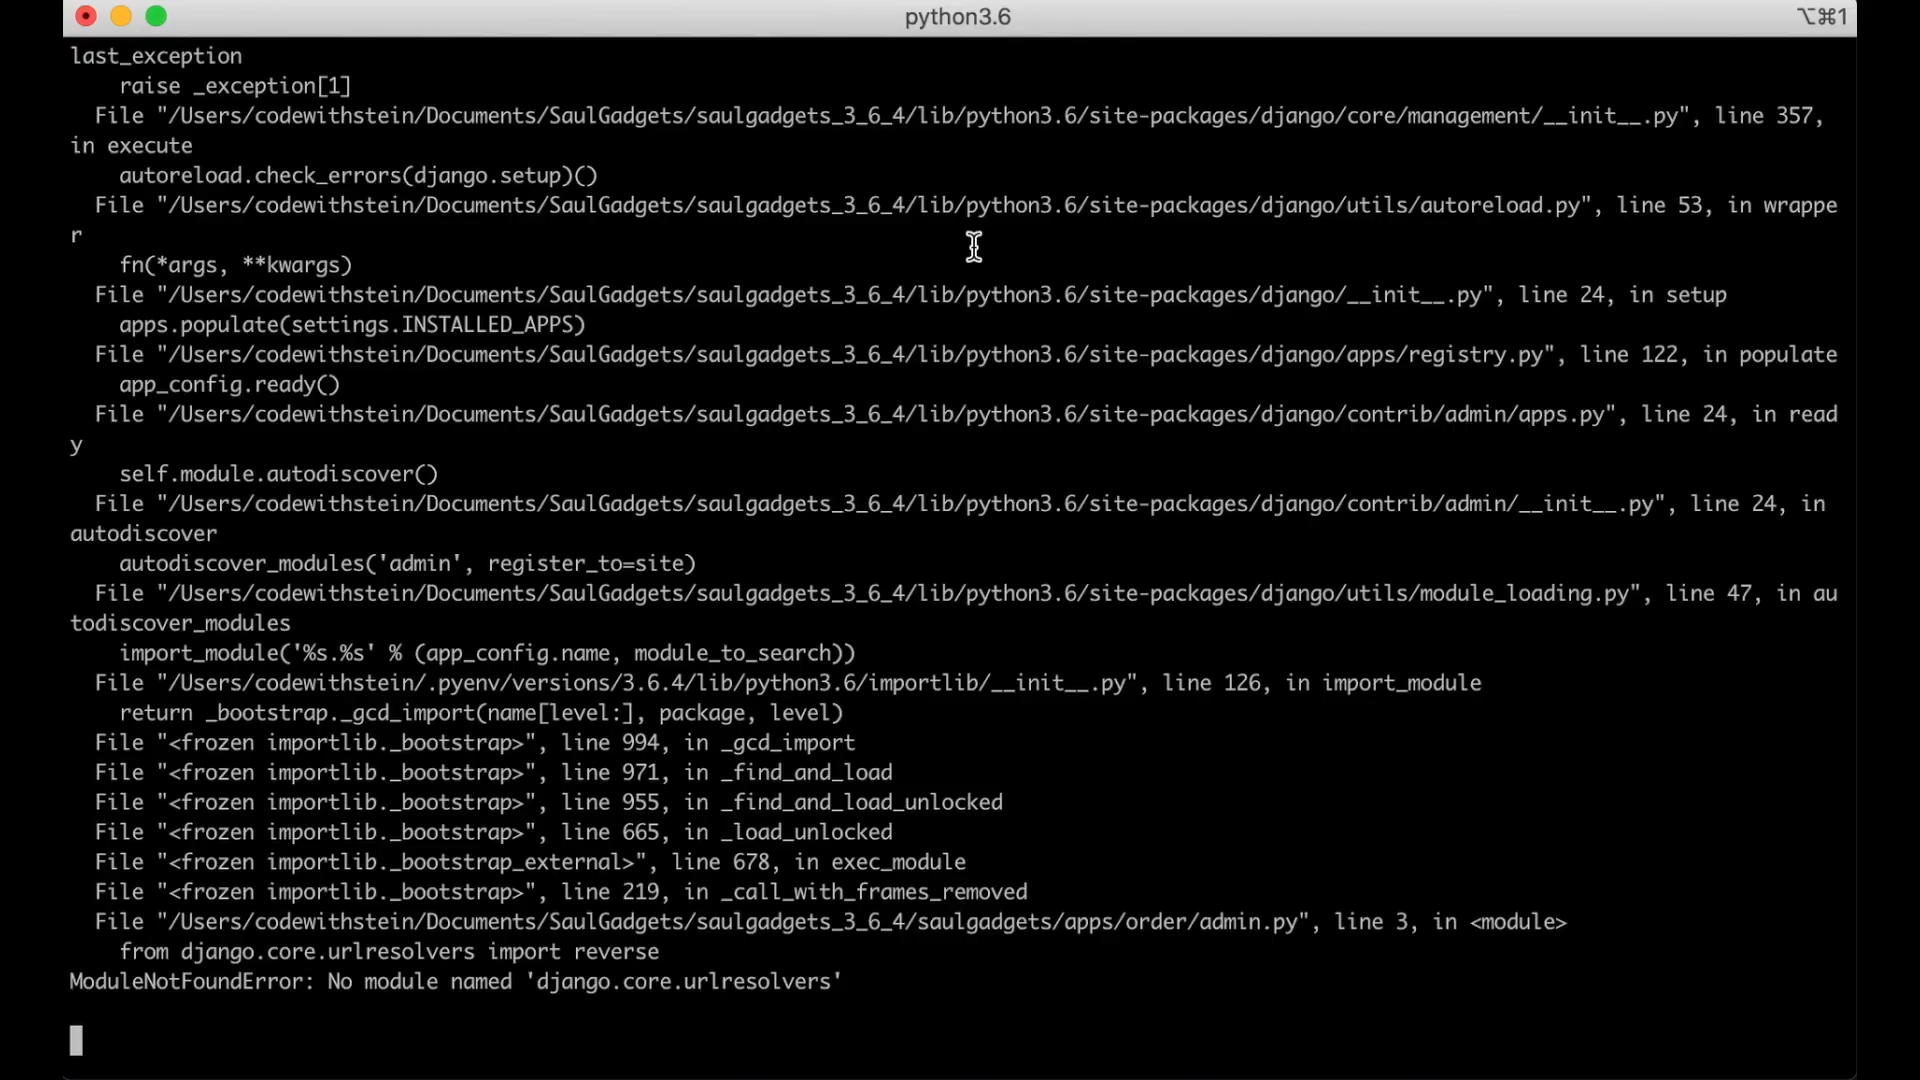 python3.6
⌥⌘1
last_exception
    raise _exception[1]
  File "/Users/codewithstein/Documents/SaulGadgets/saulgadgets_3_6_4/lib/python3.6/site-packages/django/core/management/__init__.py", line 357,
in execute
    autoreload.check_errors(django.setup)()
  File "/Users/codewithstein/Documents/SaulGadgets/saulgadgets_3_6_4/lib/python3.6/site-packages/django/utils/autoreload.py", line 53, in wrappe
r
    fn(*args, **kwargs)
  File "/Users/codewithstein/Documents/SaulGadgets/saulgadgets_3_6_4/lib/python3.6/site-packages/django/__init__.py", line 24, in setup
    apps.populate(settings.INSTALLED_APPS)
  File "/Users/codewithstein/Documents/SaulGadgets/saulgadgets_3_6_4/lib/python3.6/site-packages/django/apps/registry.py", line 122, in populate
    app_config.ready()
  File "/Users/codewithstein/Documents/SaulGadgets/saulgadgets_3_6_4/lib/python3.6/site-packages/django/contrib/admin/apps.py", line 24, in read
y
    self.module.autodiscover()
  File "/Users/codewithstein/Documents/SaulGadgets/saulgadgets_3_6_4/lib/python3.6/site-packages/django/contrib/admin/__init__.py", line 24, in
autodiscover
    autodiscover_modules('admin', register_to=site)
  File "/Users/codewithstein/Documents/SaulGadgets/saulgadgets_3_6_4/lib/python3.6/site-packages/django/utils/module_loading.py", line 47, in au
todiscover_modules
    import_module('%s.%s' % (app_config.name, module_to_search))
  File "/Users/codewithstein/.pyenv/versions/3.6.4/lib/python3.6/importlib/__init__.py", line 126, in import_module
    return _bootstrap._gcd_import(name[level:], package, level)
  File "<frozen importlib._bootstrap>", line 994, in _gcd_import
  File "<frozen importlib._bootstrap>", line 971, in _find_and_load
  File "<frozen importlib._bootstrap>", line 955, in _find_and_load_unlocked
  File "<frozen importlib._bootstrap>", line 665, in _load_unlocked
  File "<frozen importlib._bootstrap_external>", line 678, in exec_module
  File "<frozen importlib._bootstrap>", line 219, in _call_with_frames_removed
  File "/Users/codewithstein/Documents/SaulGadgets/saulgadgets_3_6_4/saulgadgets/apps/order/admin.py", line 3, in <module>
    from django.core.urlresolvers import reverse
ModuleNotFoundError: No module named 'django.core.urlresolvers'